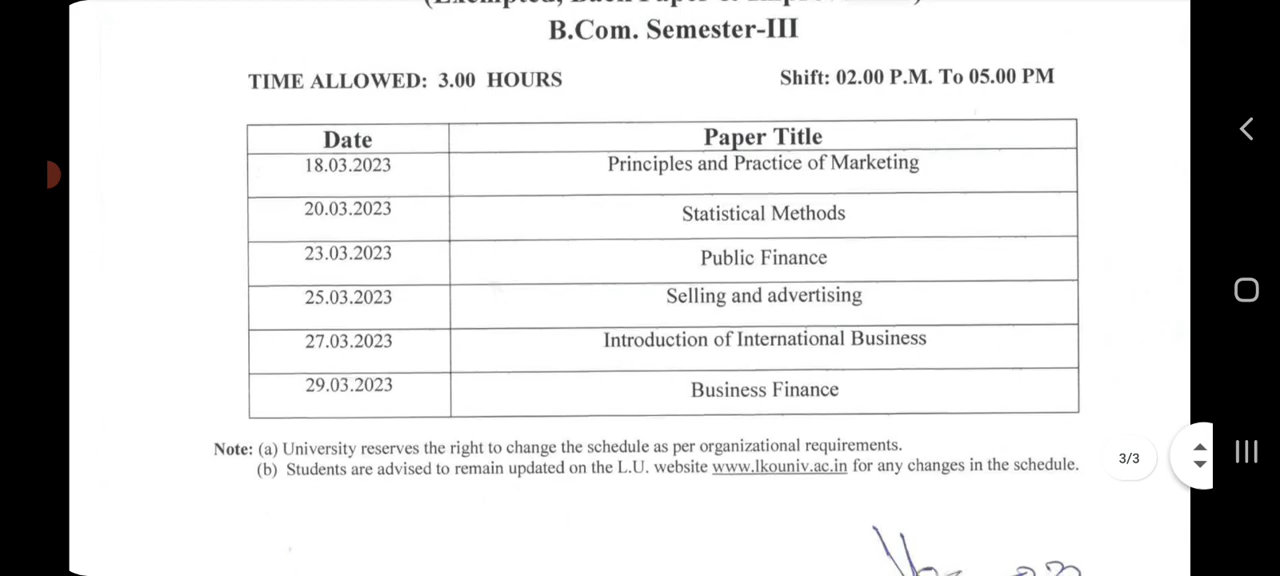 B.Com. Semester-III
TIME ALLOWED: 3.00 HOURS Shift: 02.00 P.M. To 05.00 PM
Date Paper Title
18.03.2023 Principles and Practice of Marketing
20.03.2023 Statistical Methods
23.03.2023 Public Finance
25.03.2023 Selling and advertising
27.03.2023 Introduction of International Business
29.03.2023 Business Finance
Note: (a) University reserves the right to change the schedule as per organizational requirements.
(b) Students are advised to remain updated on the L.U. website www.lkouniv.ac.in for any changes in the schedule.
3/3